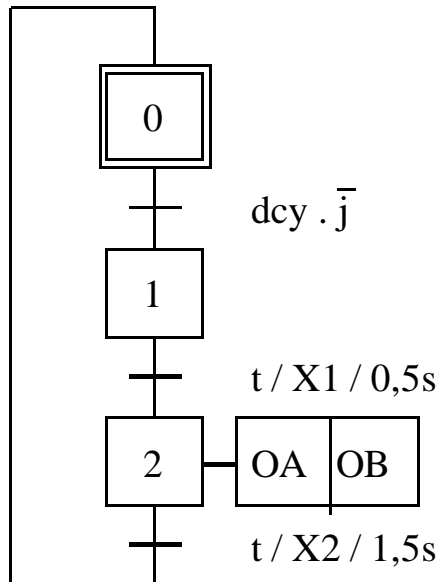 0
dcy . j̅
1
t / X1 / 0,5s
2 OA OB
t / X2 / 1,5s